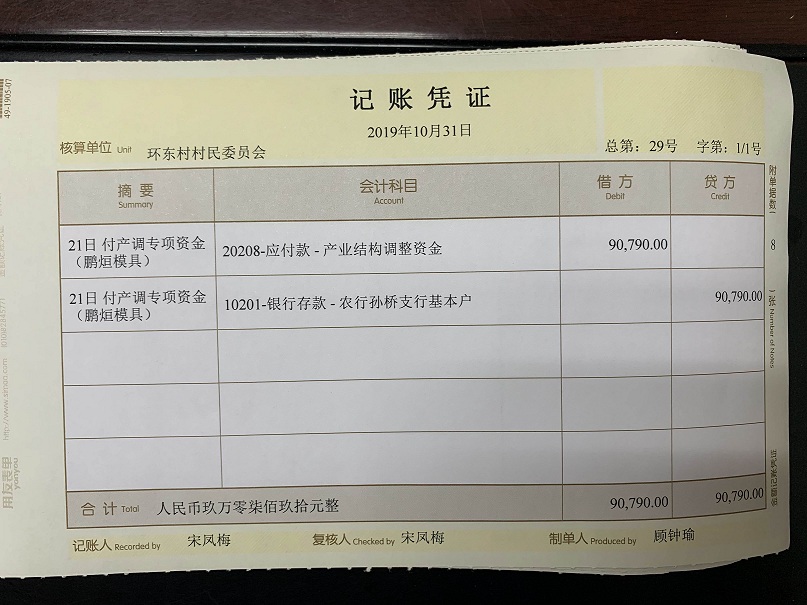 记 账 凭 证
2019年10月31日
核算单位 Unit 环东村村民委员会 总第：29号 字第：1/1号
摘 要 会计科目 借 方 贷 方
Summary Account Debit Credit
21日 付产调专项资金 20208-应付款 - 产业结构调整资金 90,790.00
（鹏烜模具）
21日 付产调专项资金 10201-银行存款 - 农行孙桥支行基本户 90,790.00
（鹏烜模具）
合 计 Total 人民币玖万零柒佰玖拾元整 90,790.00 90,790.00
记账人 Recorded by 宋凤梅 复核人 Checked by 宋凤梅 制单人 Produced by 顾钟瑜
附单据数 8 张 Number of Notes
49-1905-07
用友表单
yonyou